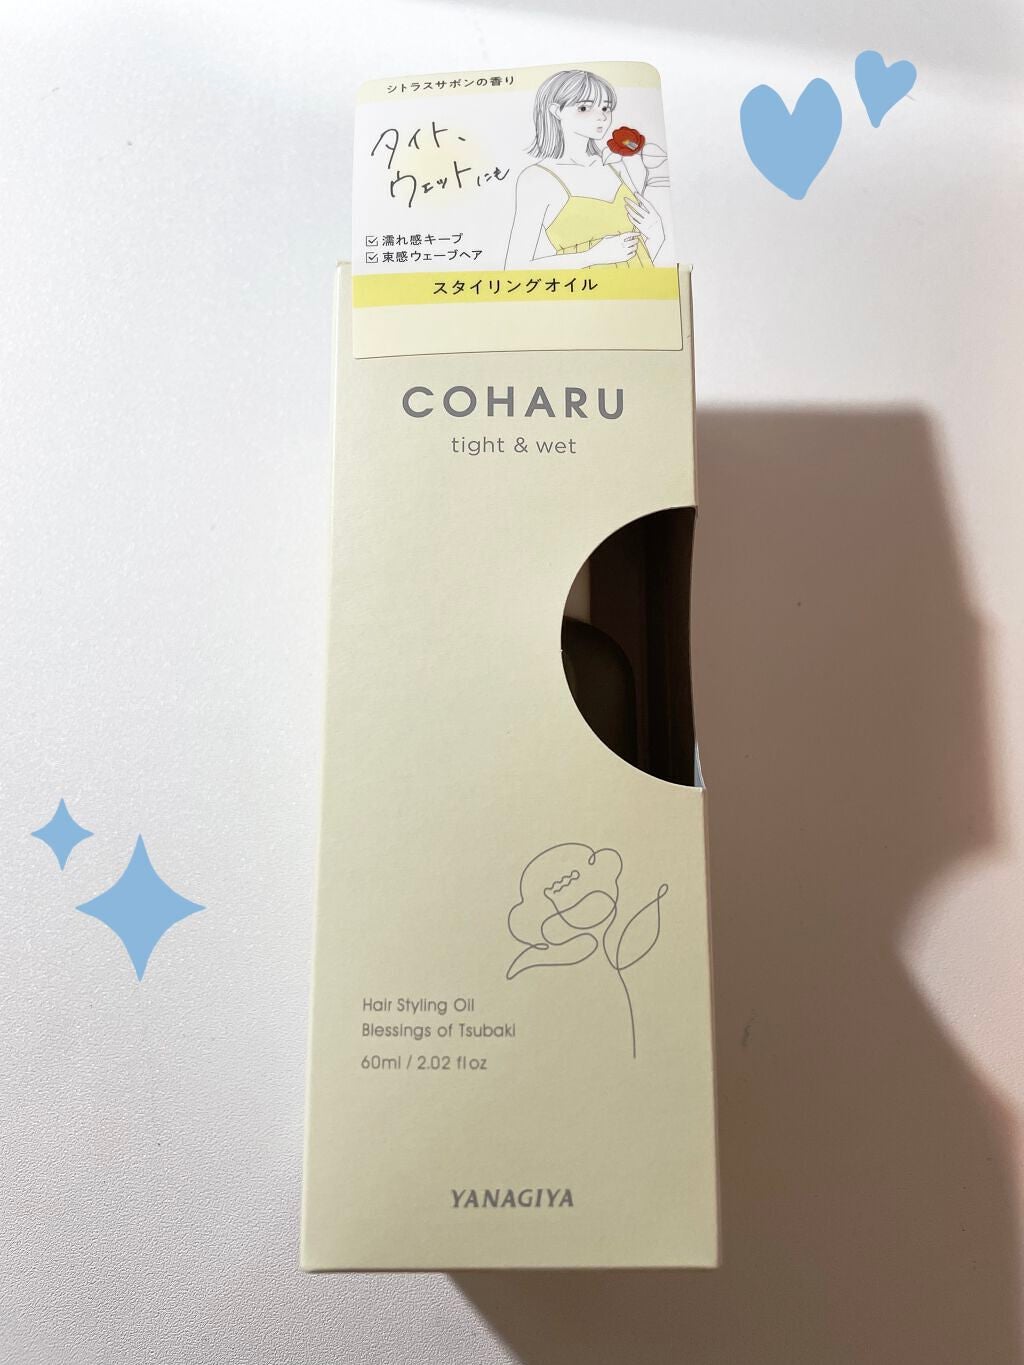 シトラスサボンの香り
タイト、
ウェットにも
☑ 濡れ感キープ
☑ 束感ウェーブヘア
スタイリングオイル
COHARU
tight & wet
Hair Styling Oil
Blessings of Tsubaki
60ml / 2.02 fl oz
YANAGIYA